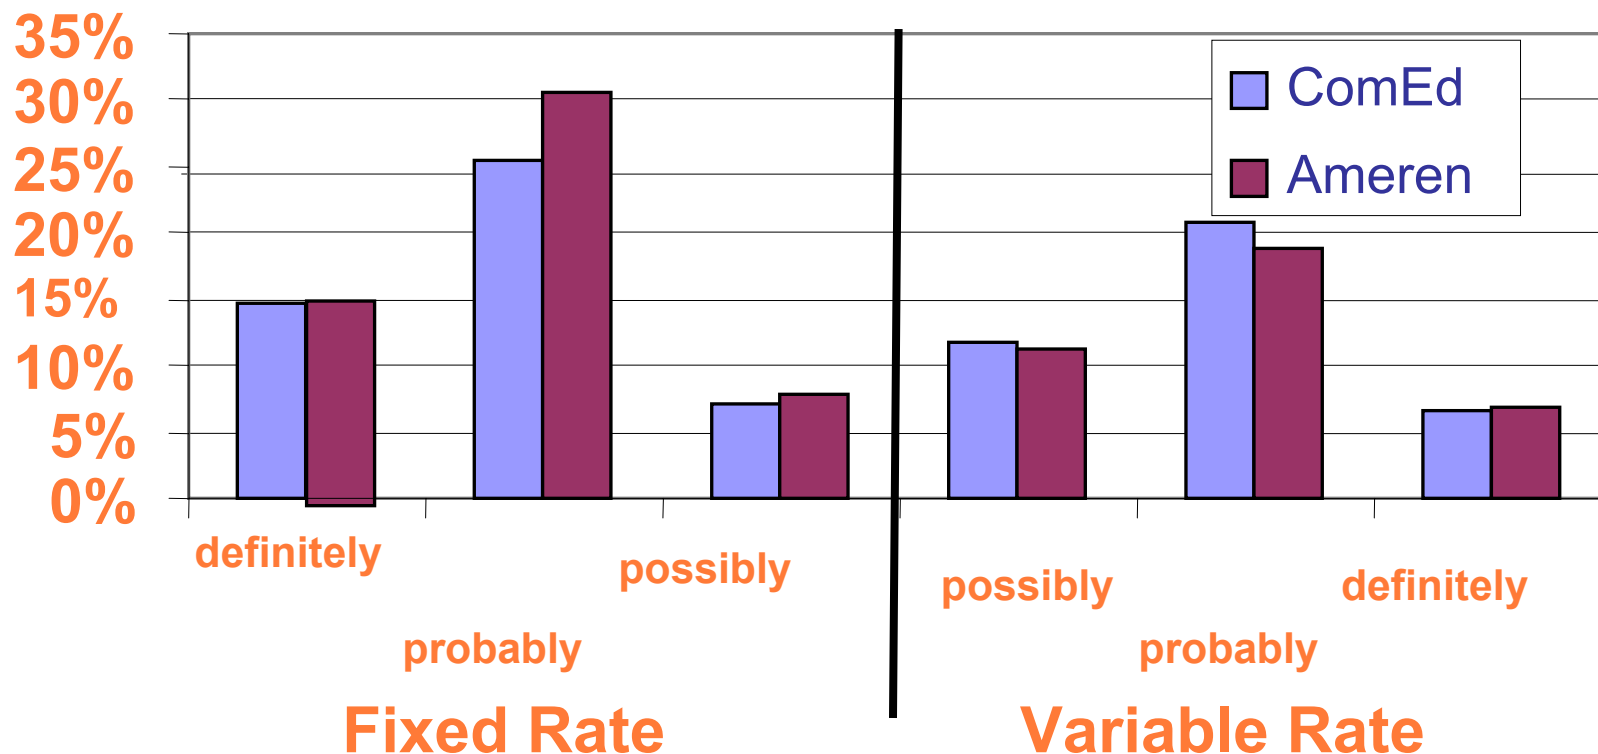 35%
30%
25%
20%
15%
10%
5%
0%
ComEd
Ameren
definitely
probably
possibly
possibly
probably
definitely
Fixed Rate
Variable Rate